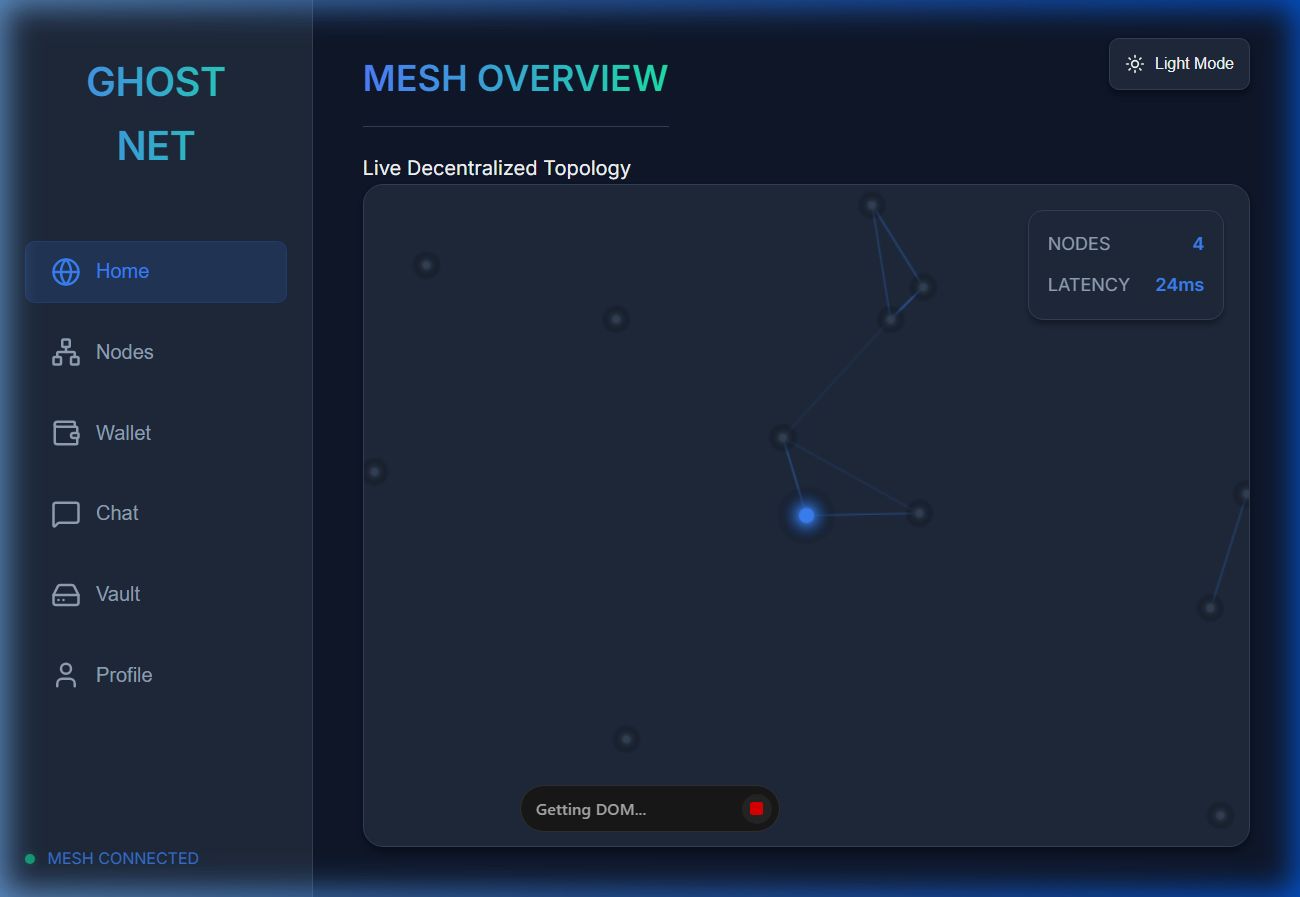 GHOST
NET
Home
Nodes
Wallet
Chat
Vault
Profile
MESH CONNECTED
MESH OVERVIEW
Light Mode
Live Decentralized Topology
NODES 4
LATENCY 24ms
Getting DOM...